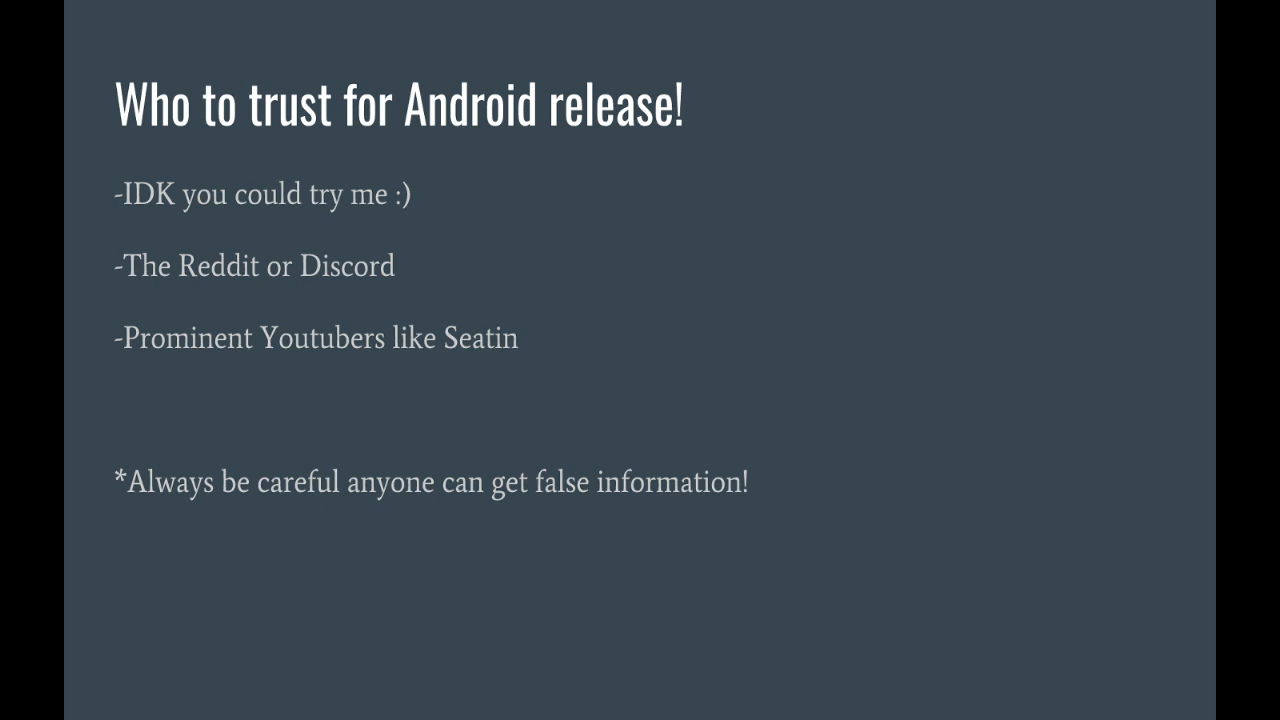 Who to trust for Android release!
-IDK you could try me :)
-The Reddit or Discord
-Prominent Youtubers like Seatin
*Always be careful anyone can get false information!